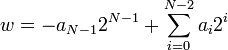 w = -a_{N-1} 2^{N-1} + \sum_{i=0}^{N-2} a_i 2^i